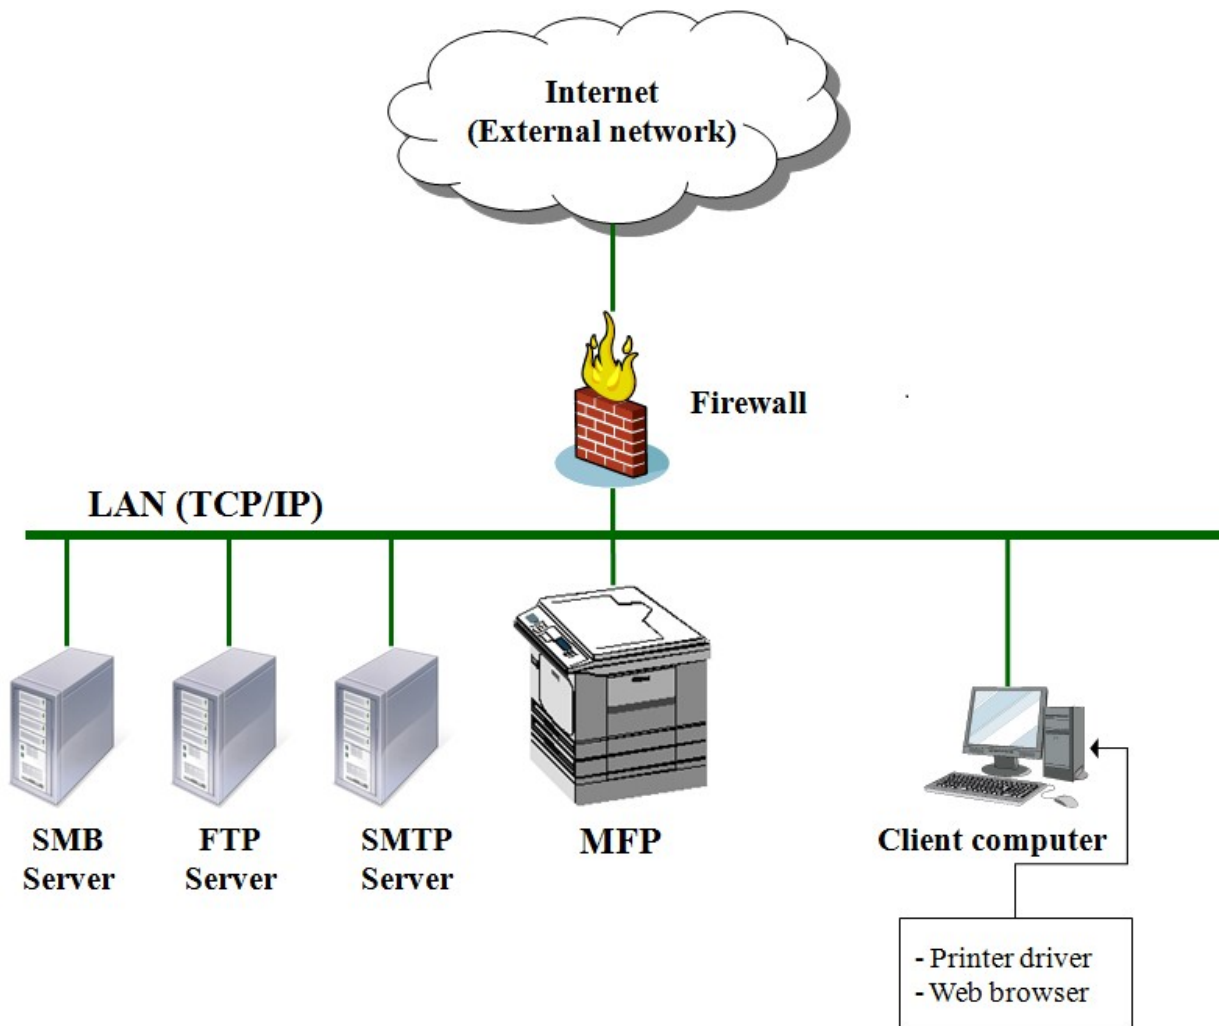 Internet
(External network)
Firewall
LAN (TCP/IP)
SMB
Server
FTP
Server
SMTP
Server
MFP
Client computer
- Printer driver
- Web browser